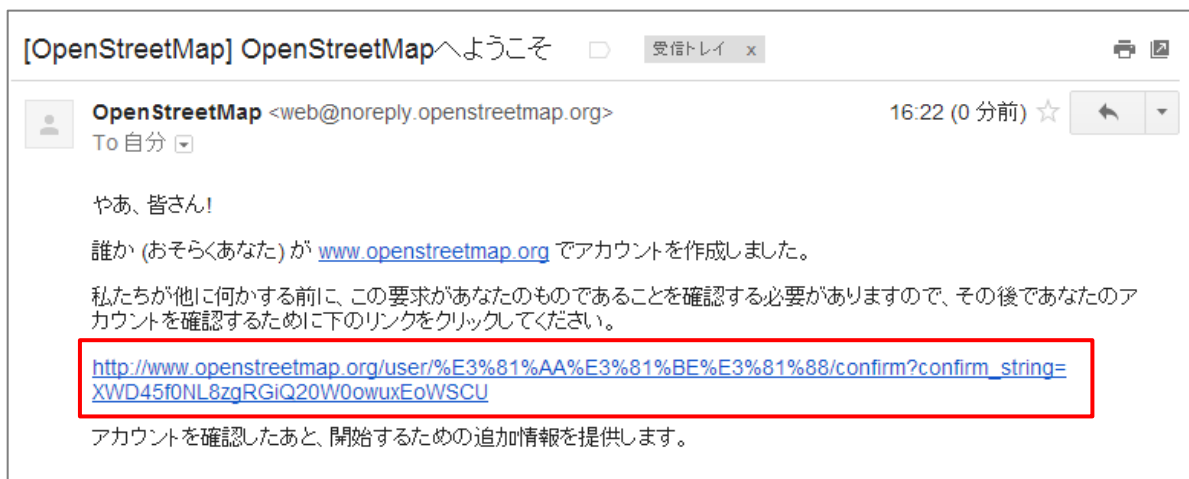 [OpenStreetMap] OpenStreetMapへようこそ 受信トレイ x
OpenStreetMap <web@noreply.openstreetmap.org> 16:22 (0 分前)
To 自分
やあ、皆さん!
誰か (おそらくあなた) が www.openstreetmap.org でアカウントを作成しました。
私たちが他に何かする前に、この要求があなたのものであることを確認する必要がありますので、その後であなたのア
カウントを確認するために下のリンクをクリックしてください。
http://www.openstreetmap.org/user/%E3%81%AA%E3%81%BE%E3%81%88/confirm?confirm_string=
XWD45f0NL8zgRGiQ20W0owuxEoWSCU
アカウントを確認したあと、開始するための追加情報を提供します。